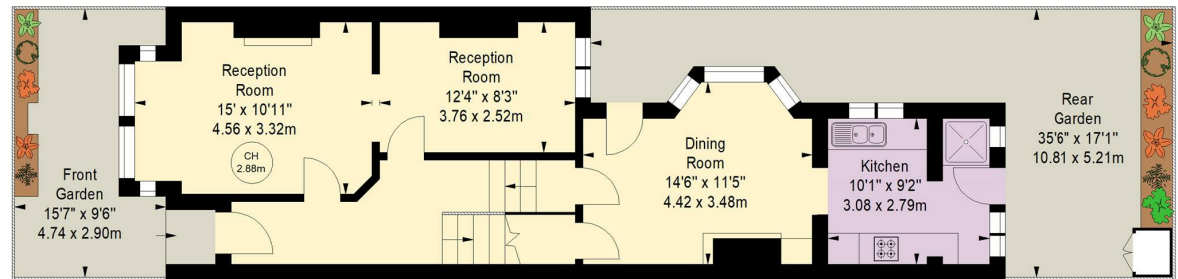 Reception
Room
15' x 10'11"
4.56 x 3.32m
CH
2.88m
Reception
Room
12'4" x 8'3"
3.76 x 2.52m
Front
Garden
15'7" x 9'6"
4.74 x 2.90m
Dining
Room
14'6" x 11'5"
4.42 x 3.48m
Kitchen
10'1" x 9'2"
3.08 x 2.79m
Rear
Garden
35'6" x 17'1"
10.81 x 5.21m